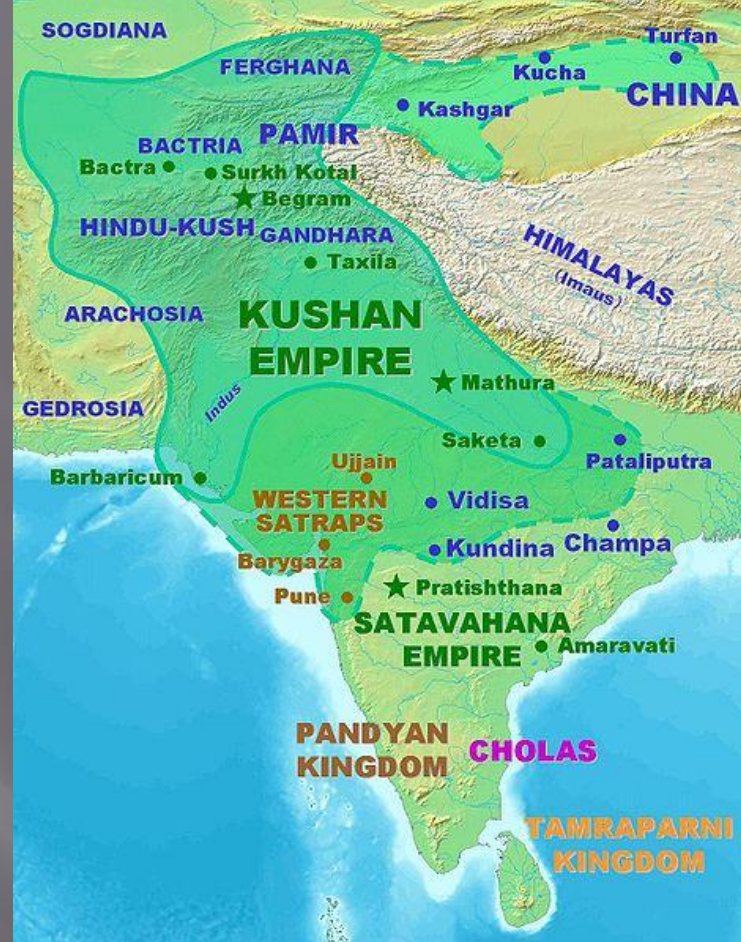 SOGDIANA
Turfan
FERGHANA
Kucha
CHINA
Kashgar
PAMIR
BACTRIA
Bactra
Surkh Kotal
Begram
HINDU-KUSH
GANDHARA
HIMALAYAS
(Imaus)
Taxila
ARACHOSIA
KUSHAN
EMPIRE
Mathura
GEDROSIA
Indus
Saketa
Pataliputra
Ujjain
Barbaricum
WESTERN
SATRAPS
Vidisa
Kundina
Champa
Barygaza
Pratishthana
Pune
SATAVAHANA
EMPIRE
Amaravati
PANDYAN
KINGDOM
CHOLAS
TAMRAPARNI
KINGDOM